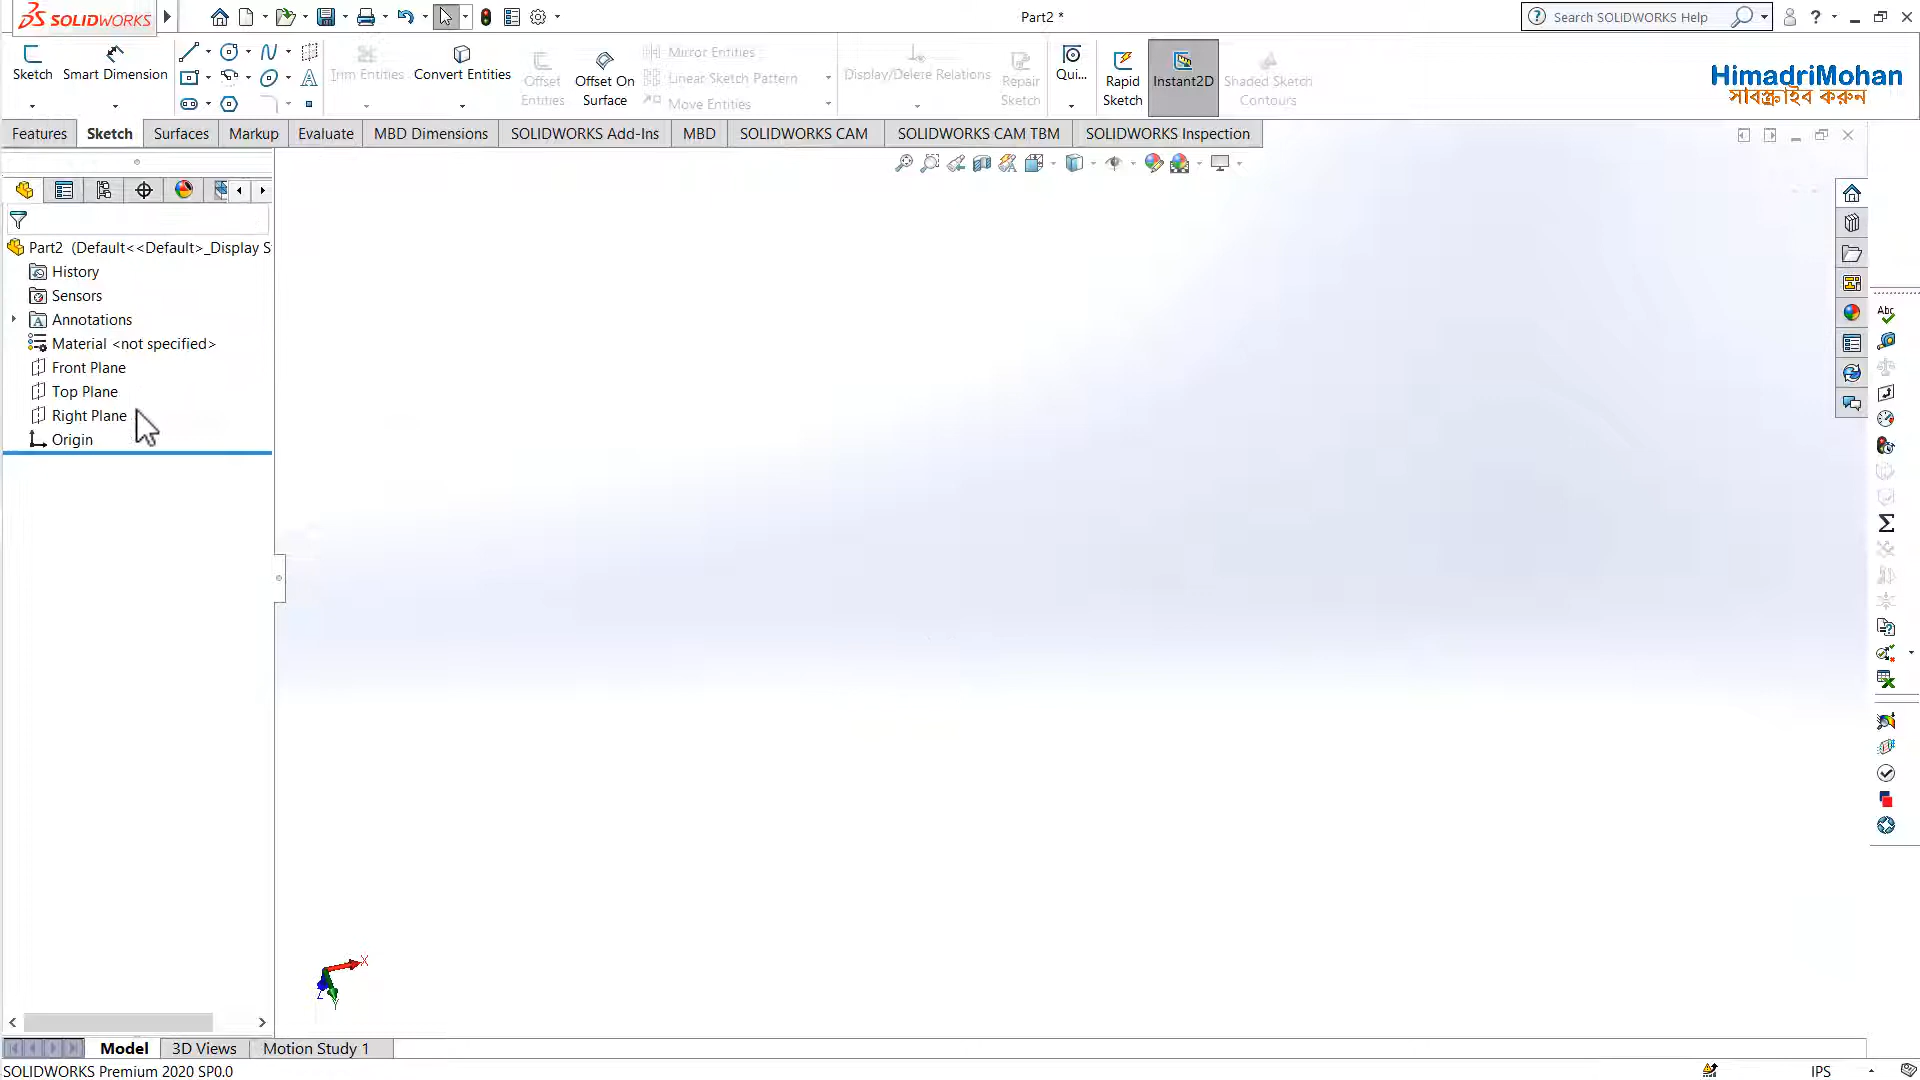 SOLIDWORKS
Part2 *
Search SOLIDWORKS Help
Sketch
Smart Dimension
Trim Entities
Convert Entities
Offset Entities
Offset On Surface
Mirror Entities
Linear Sketch Pattern
Move Entities
Display/Delete Relations
Repair Sketch
Qui...
Rapid Sketch
Instant2D
Shaded Sketch Contours
HimadriMohan
সাবস্ক্রাইব করুন
Features
Sketch
Surfaces
Markup
Evaluate
MBD Dimensions
SOLIDWORKS Add-Ins
MBD
SOLIDWORKS CAM
SOLIDWORKS CAM TBM
SOLIDWORKS Inspection
Part2 (Default<<Default>_Display S
History
Sensors
Annotations
Material <not specified>
Front Plane
Top Plane
Right Plane
Origin
Abc
X
Y
Z
Model
3D Views
Motion Study 1
SOLIDWORKS Premium 2020 SP0.0
IPS